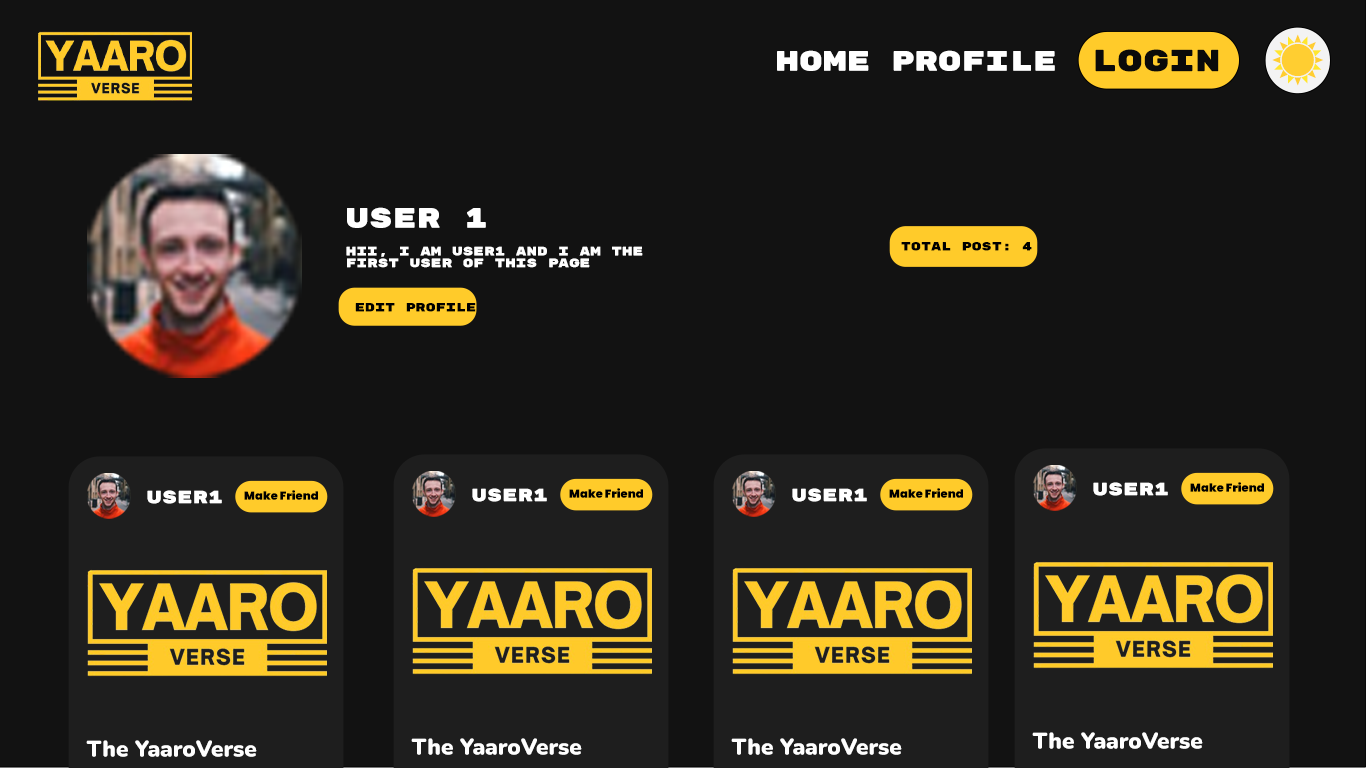 YAARO
VERSE
HOME PROFILE LOGIN
USER 1
HII, I AM USER1 AND I AM THE
FIRST USER OF THIS PAGE
EDIT PROFILE
TOTAL POST: 4
USER1 Make Friend
YAARO
VERSE
The YaaroVerse
USER1 Make Friend
YAARO
VERSE
The YaaroVerse
USER1 Make Friend
YAARO
VERSE
The YaaroVerse
USER1 Make Friend
YAARO
VERSE
The YaaroVerse